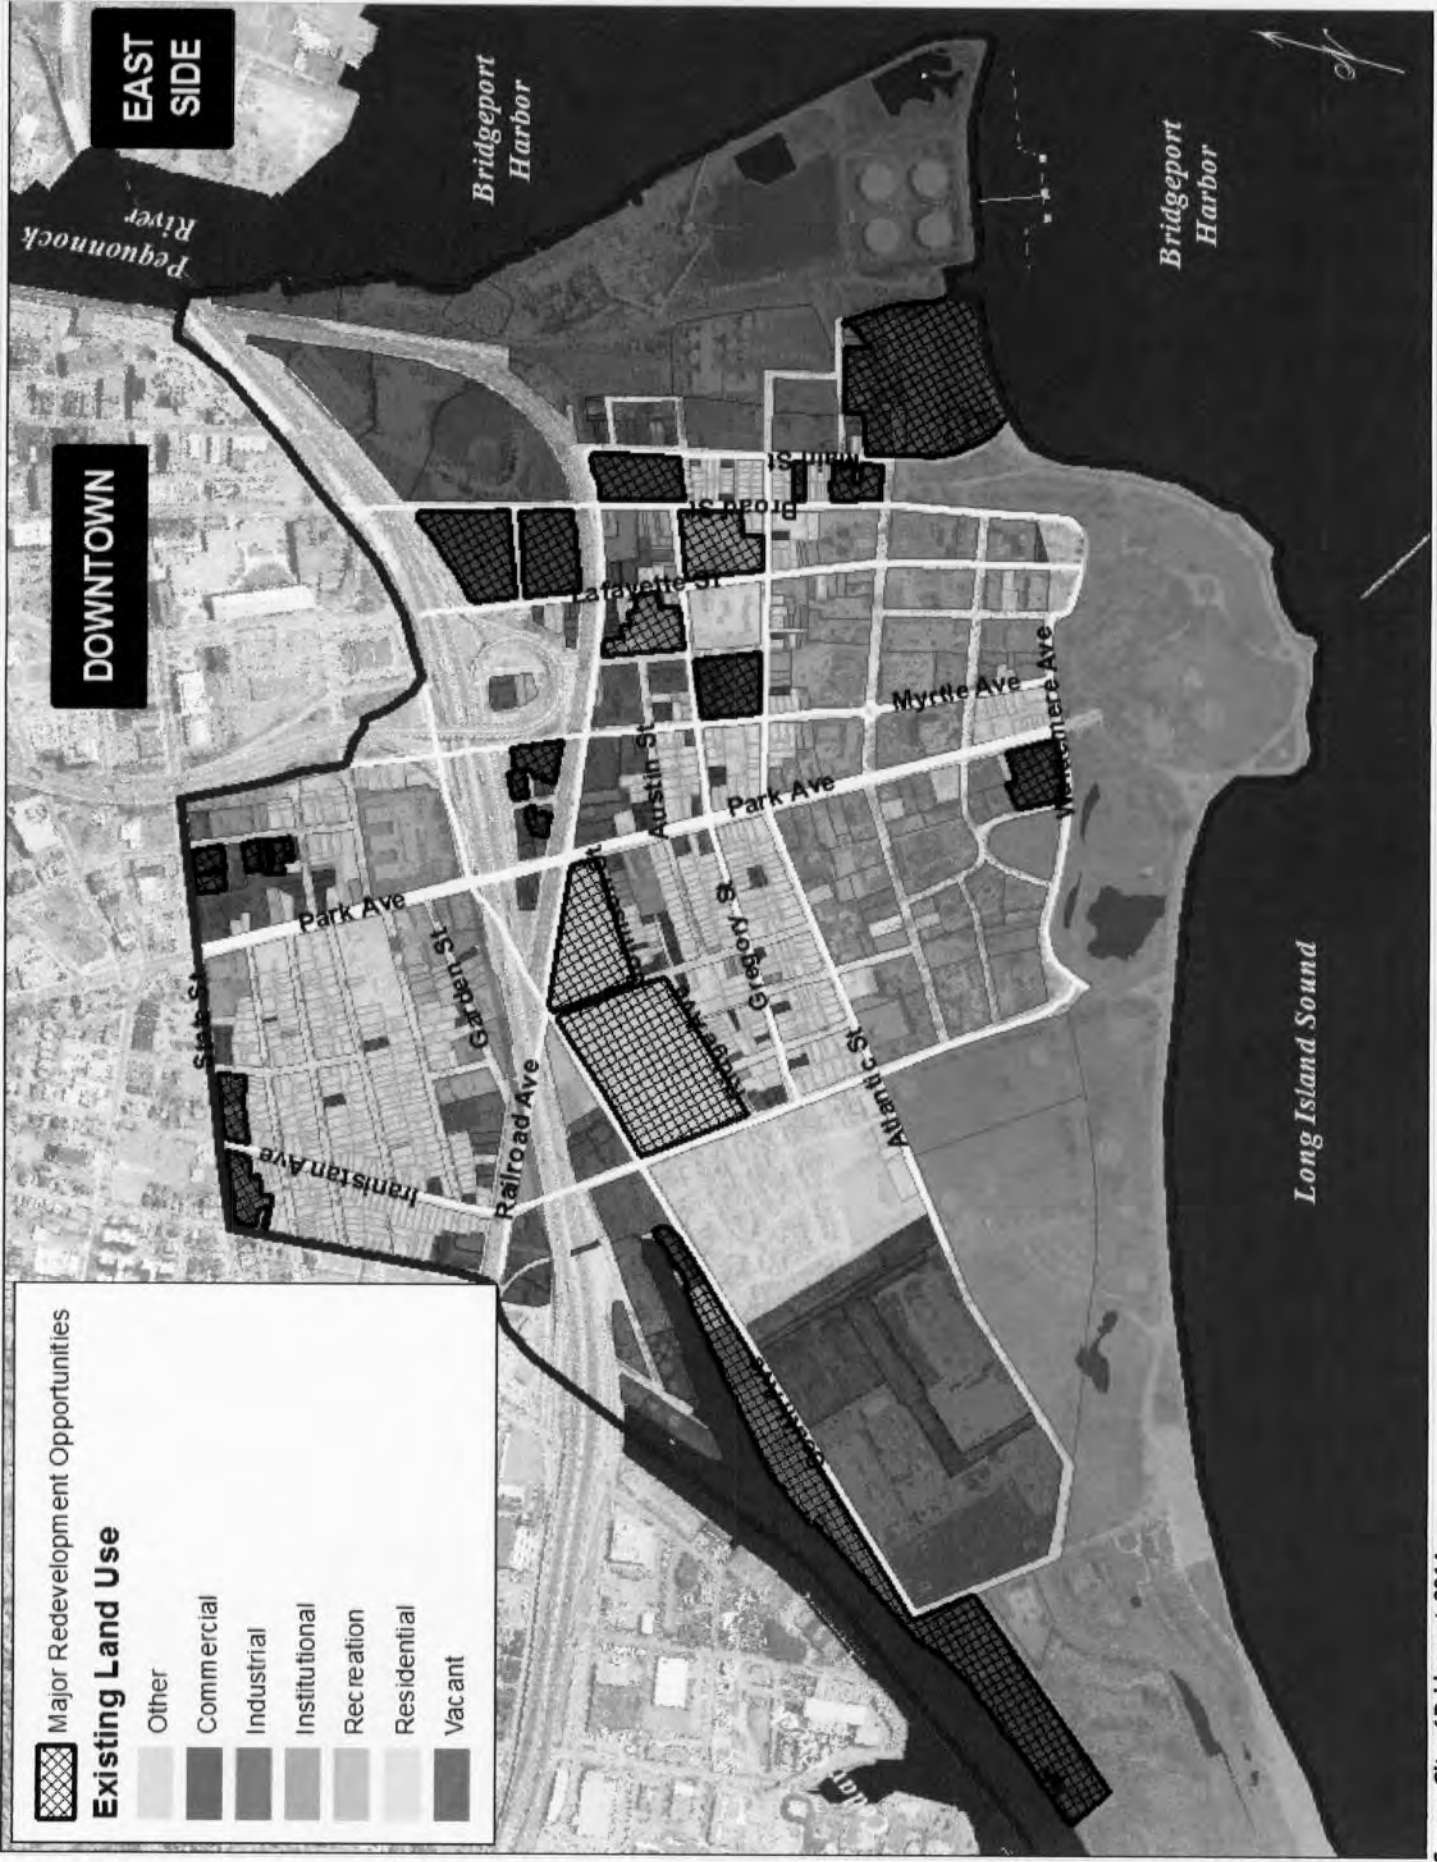 EAST
SIDE
DOWNTOWN
Pequonnock
River
Bridgeport
Harbor
Bridgeport
Harbor
Long Island Sound
N
Major Redevelopment Opportunities
Existing Land Use
Other
Commercial
Industrial
Institutional
Recreation
Residential
Vacant
State St
Park Ave
Iranistan Ave
Garden St
Railroad Ave
Lafayette St
Broad St
Main St
Austin St
Park Ave
Myrtle Ave
Gregory St
Atlantic St